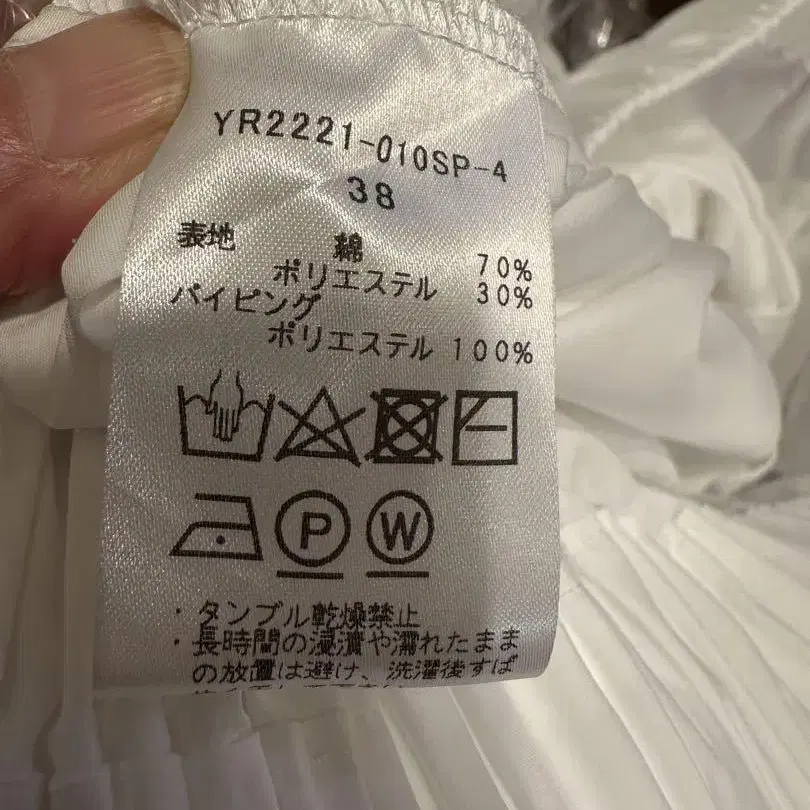 YR2221-010SP-4
38
表地 綿 70%
ポリエステル 30%
パイピング
ポリエステル 100%
P W
・タンブル乾燥禁止
・長時間の浸漬や濡れたまま
の放置は避け、洗濯後すば